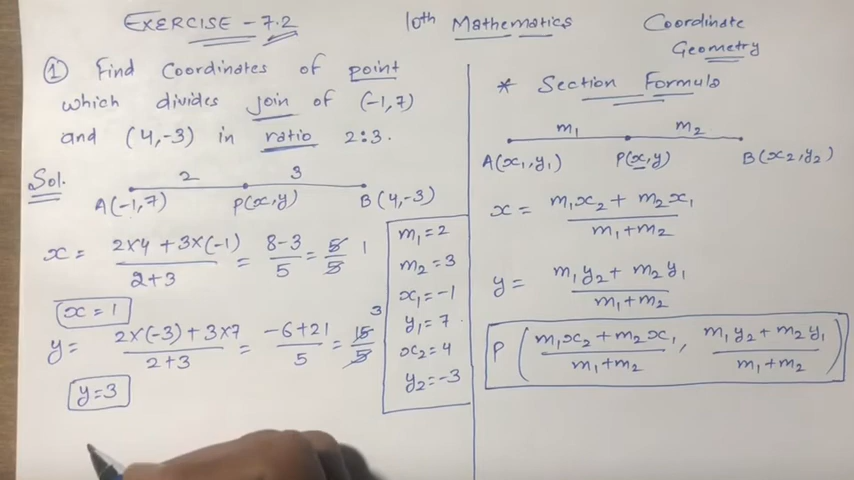 EXERCISE - 7.2
10th Mathematics
Coordinate
Geometry
① Find Coordinates of point
which divides join of (-1,7)
and (4,-3) in ratio 2:3.
Sol.
2 3
A(-1,7) P(x,y) B(4,-3)
x = (2×4 + 3×(-1))/(2+3) = (8-3)/5 = 5/5 1
x = 1
y = (2×(-3) + 3×7)/(2+3) = (-6+21)/5 = 15/5 3
y=3
m₁=2
m₂=3
x₁=-1
y₁=7
x₂=4
y₂=-3
* Section Formula
m₁ m₂
A(x₁,y₁) P(x,y) B(x₂,y₂)
x = (m₁x₂ + m₂x₁)/(m₁+m₂)
y = (m₁y₂ + m₂y₁)/(m₁+m₂)
P ((m₁x₂+m₂x₁)/(m₁+m₂), (m₁y₂+m₂y₁)/(m₁+m₂))